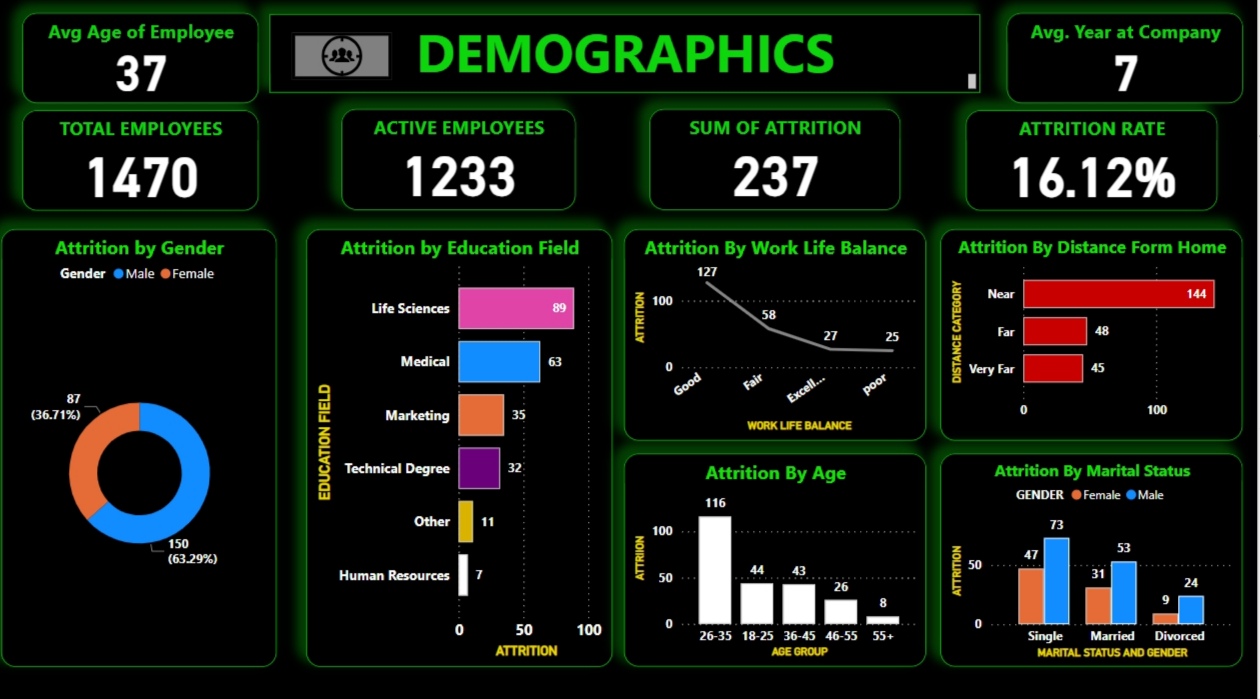 Avg Age of Employee
37
DEMOGRAPHICS
Avg. Year at Company
7
TOTAL EMPLOYEES
1470
ACTIVE EMPLOYEES
1233
SUM OF ATTRITION
237
ATTRITION RATE
16.12%
Attrition by Gender
Gender Male Female
87
(36.71%)
150
(63.29%)
Attrition by Education Field
EDUCATION FIELD
Life Sciences 89
Medical 63
Marketing 35
Technical Degree 32
Other 11
Human Resources 7
0 50 100
ATTRITION
Attrition By Work Life Balance
ATTRITION
127
100
58
27
25
0
Good Fair Excell... poor
WORK LIFE BALANCE
Attrition By Distance Form Home
DISTANCE CATEGORY
Near 144
Far 48
Very Far 45
0 100
Attrition By Age
ATTRIION
116
100
50
44 43 26 8
0
26-35 18-25 36-45 46-55 55+
AGE GROUP
Attrition By Marital Status
GENDER Female Male
ATTRITION
50
0
47 73 31 53 9 24
Single Married Divorced
MARITAL STATUS AND GENDER